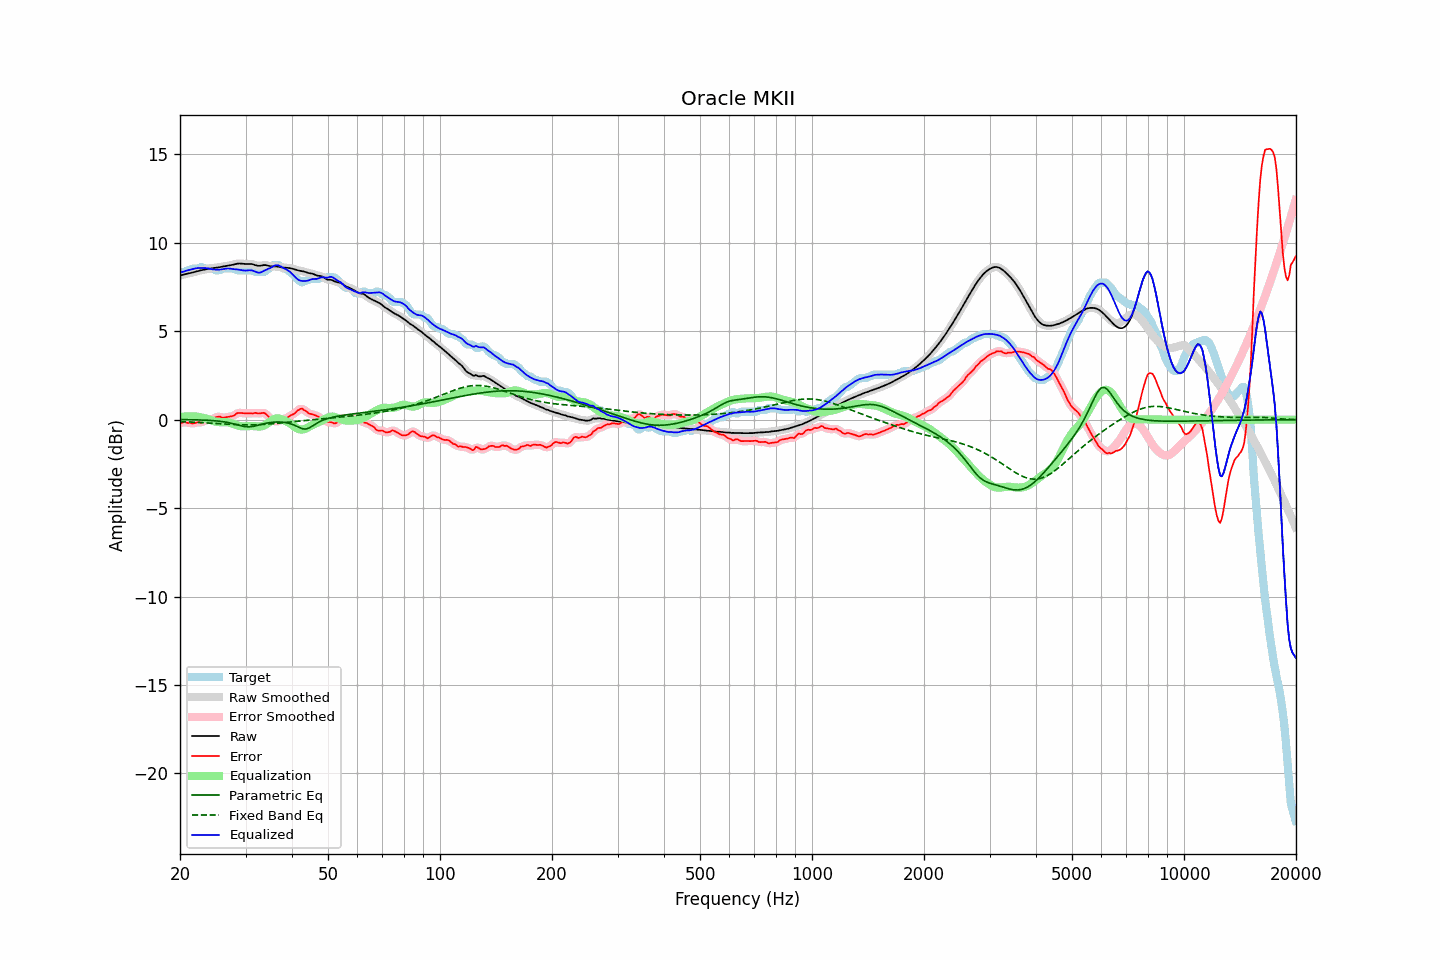 Oracle MKII
15
10
5
0
−5
−10
−15
−20
Amplitude (dBr)
Target
Raw Smoothed
Error Smoothed
Raw
Error
Equalization
Parametric Eq
Fixed Band Eq
Equalized
20 50 100 200 500 1000 2000 5000 10000 20000
Frequency (Hz)